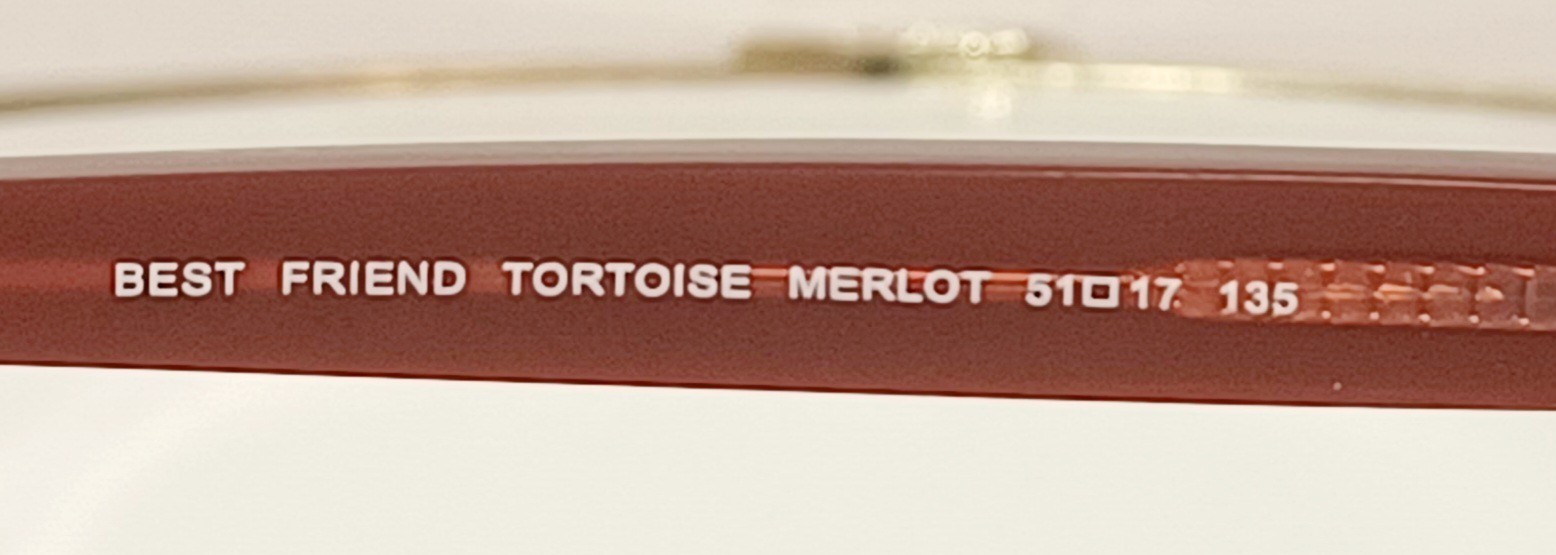 BEST FRIEND TORTOISE MERLOT 51□17 135